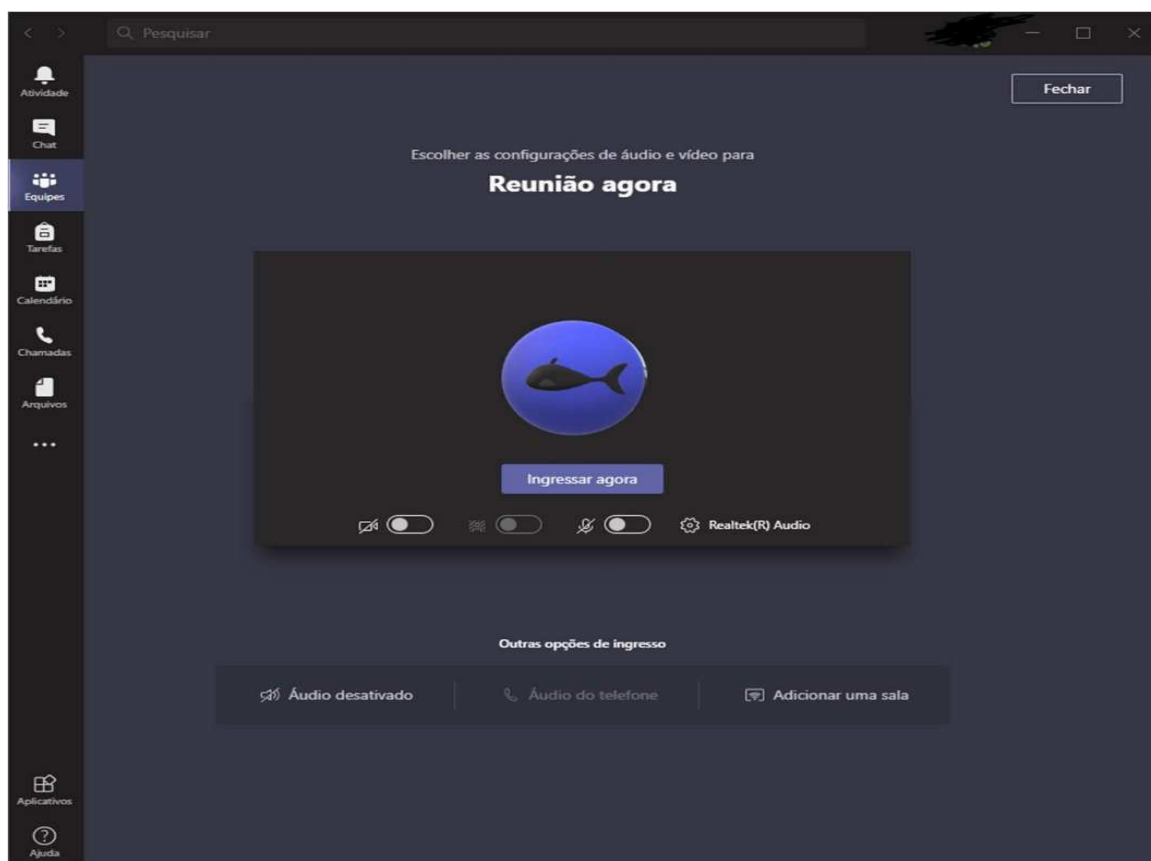 Pesquisar
Atividade
Chat
Equipes
Tarefas
Calendário
Chamadas
Arquivos
Aplicativos
Ajuda
Fechar
Escolher as configurações de áudio e vídeo para
Reunião agora
Ingressar agora
Realtek(R) Audio
Outras opções de ingresso
Áudio desativado
Áudio do telefone
Adicionar uma sala